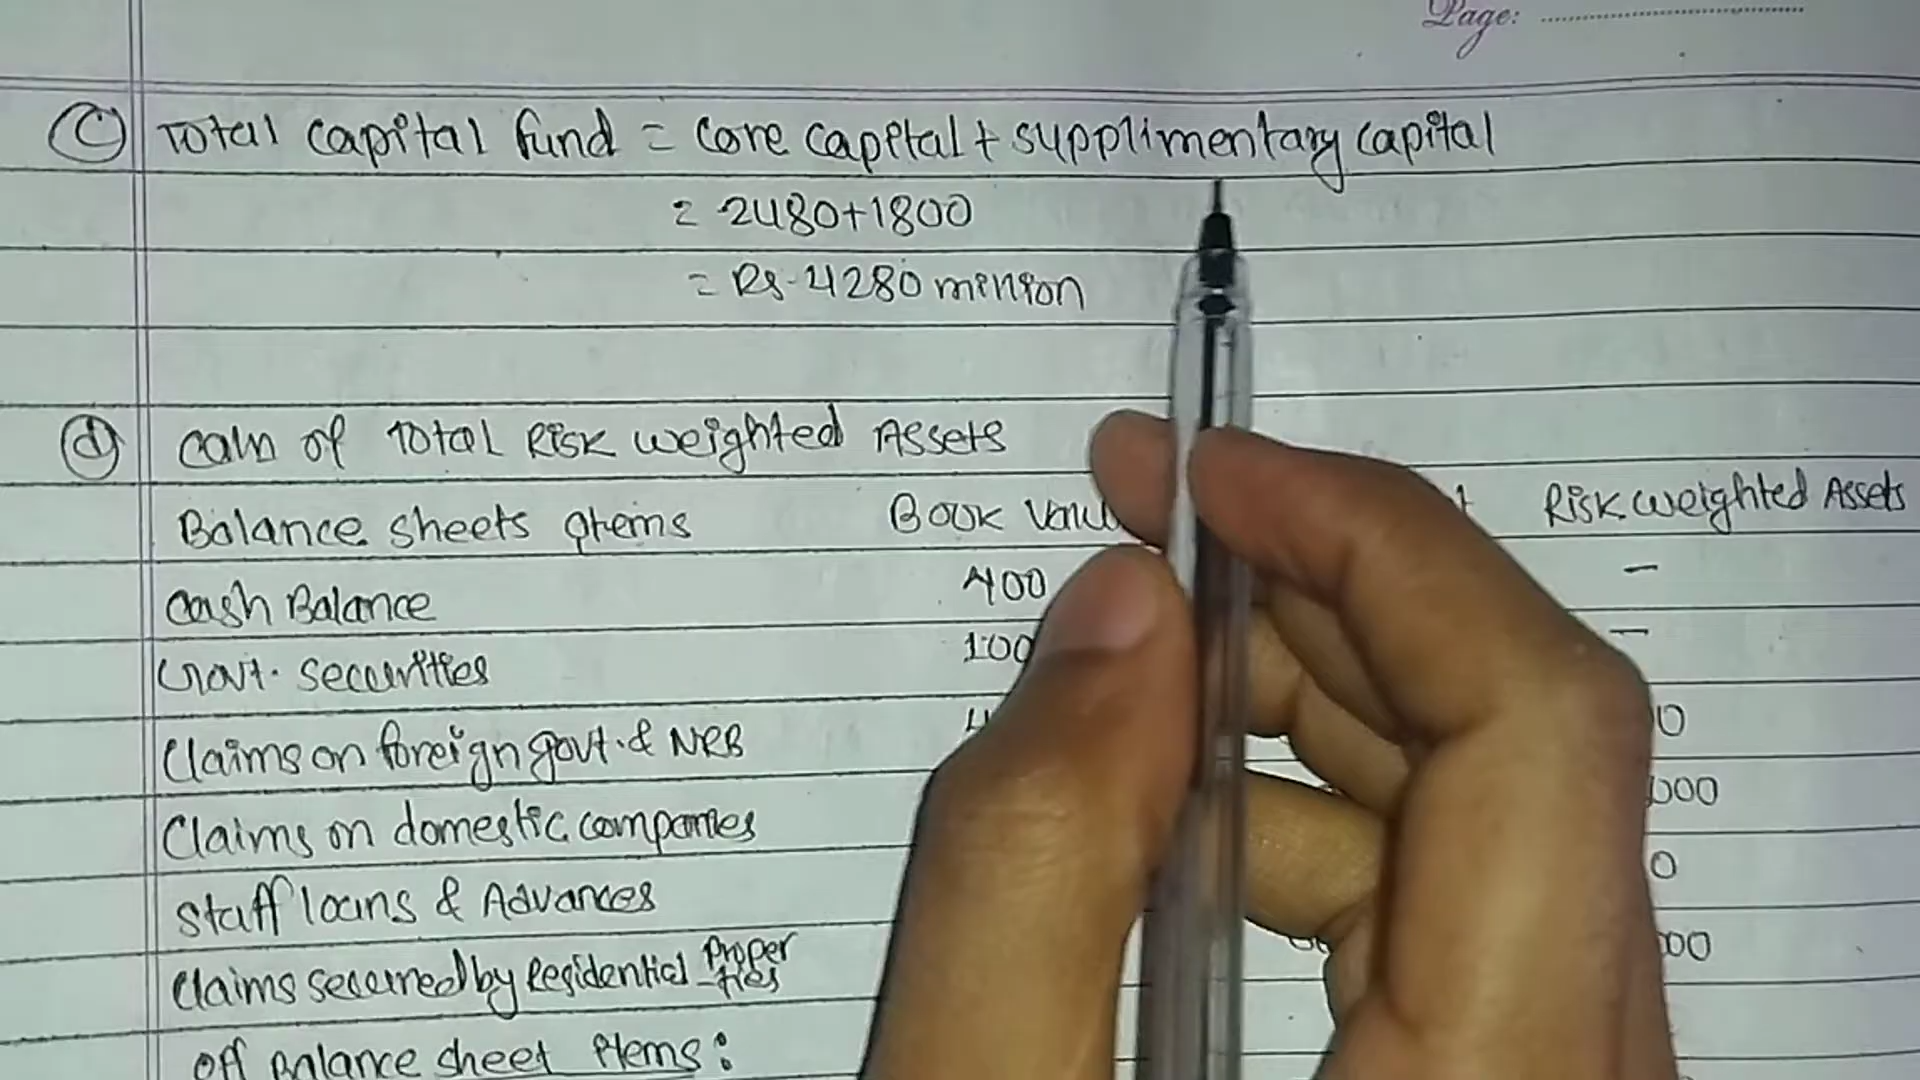 Page:
(C) Total capital fund = core capital + supplimentary capital
= 2480+1800
= Rs. 4280 million
(d) Caln of Total Risk weighted Assets
Balance sheets items Book Risk weighted Assets
Cash Balance 400 -
Govt. securities 100 -
Claims on foreign govt. & NRB
Claims on domestic companies
Staff loans & Advances
Claims secured by Residential Properties
Off Balance sheet items: